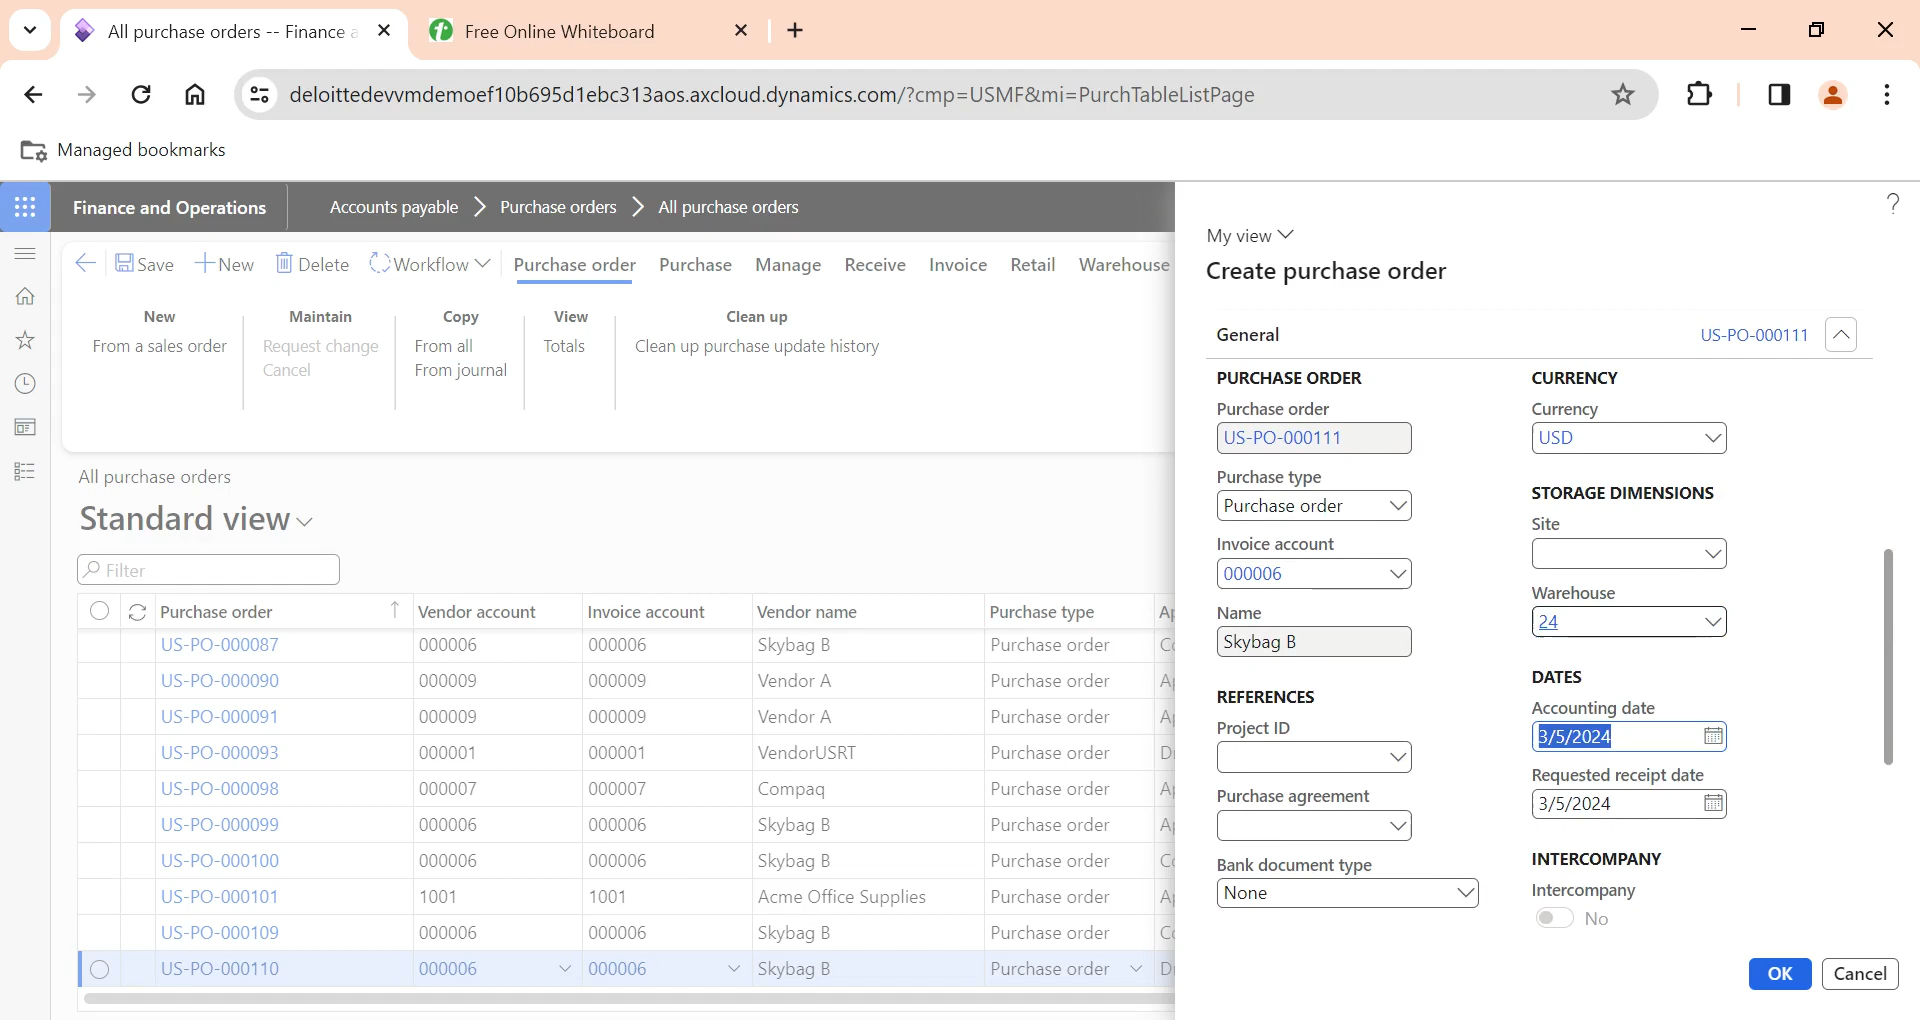 All purchase orders -- Finance a
Free Online Whiteboard
deloittedevvmdemoef10b695d1ebc313aos.axcloud.dynamics.com/?cmp=USMF&mi=PurchTableListPage
Managed bookmarks
Finance and Operations
Accounts payable
Purchase orders
All purchase orders
Save
New
Delete
Workflow
Purchase order
Purchase
Manage
Receive
Invoice
Retail
Warehouse
New
From a sales order
Maintain
Request change
Cancel
Copy
From all
From journal
View
Totals
Clean up
Clean up purchase update history
All purchase orders
Standard view
Filter
Purchase order Vendor account Invoice account Vendor name Purchase type Ap
US-PO-000087 000006 000006 Skybag B Purchase order Co
US-PO-000090 000009 000009 Vendor A Purchase order Ap
US-PO-000091 000009 000009 Vendor A Purchase order Ap
US-PO-000093 000001 000001 VendorUSRT Purchase order Dr
US-PO-000098 000007 000007 Compaq Purchase order Ap
US-PO-000099 000006 000006 Skybag B Purchase order Ap
US-PO-000100 000006 000006 Skybag B Purchase order Co
US-PO-000101 1001 1001 Acme Office Supplies Purchase order Ap
US-PO-000109 000006 000006 Skybag B Purchase order Co
US-PO-000110 000006 000006 Skybag B Purchase order Dr
?
My view
Create purchase order
General
US-PO-000111
PURCHASE ORDER
Purchase order
US-PO-000111
Purchase type
Purchase order
Invoice account
000006
Name
Skybag B
REFERENCES
Project ID
Purchase agreement
Bank document type
None
CURRENCY
Currency
USD
STORAGE DIMENSIONS
Site
Warehouse
24
DATES
Accounting date
3/5/2024
Requested receipt date
3/5/2024
INTERCOMPANY
Intercompany
No
OK
Cancel